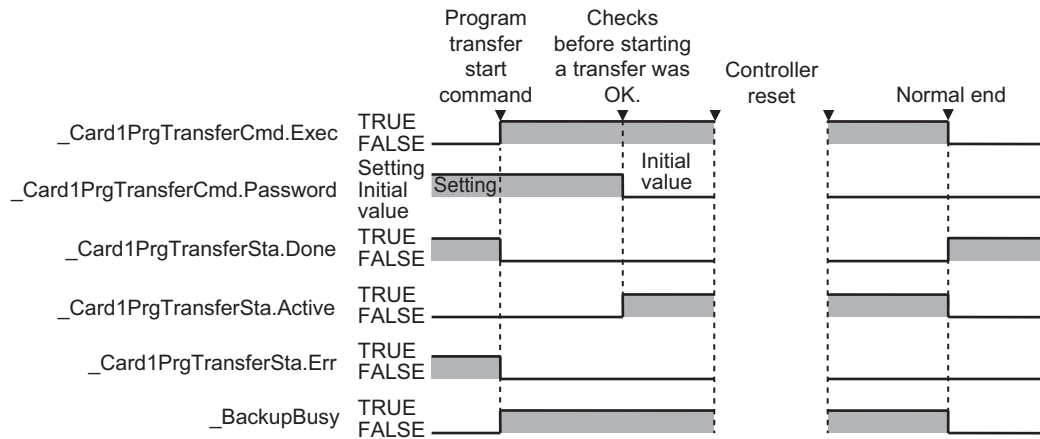 Program
transfer
start
command
Checks
before starting
a transfer was
OK.
Controller
reset
Normal end
_Card1PrgTransferCmd.Exec
TRUE
FALSE
_Card1PrgTransferCmd.Password
Setting
Initial
value
Setting
Initial
value
_Card1PrgTransferSta.Done
TRUE
FALSE
_Card1PrgTransferSta.Active
TRUE
FALSE
_Card1PrgTransferSta.Err
TRUE
FALSE
_BackupBusy
TRUE
FALSE